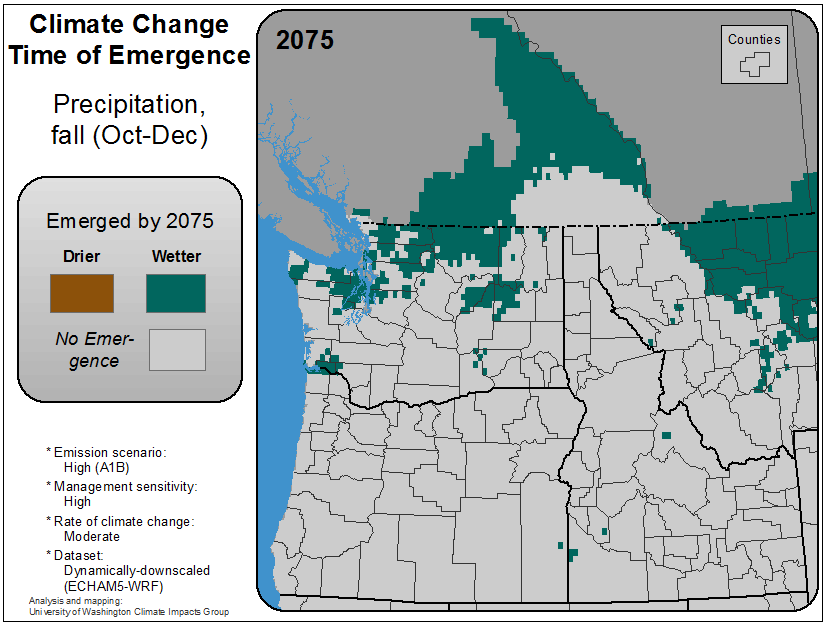 Climate Change
Time of Emergence
Precipitation,
fall (Oct-Dec)
Emerged by 2075
Drier
Wetter
No Emer-
gence
* Emission scenario:
High (A1B)
* Management sensitivity:
High
* Rate of climate change:
Moderate
* Dataset:
Dynamically-downscaled
(ECHAM5-WRF)
Analysis and mapping:
University of Washington Climate Impacts Group
2075
Counties